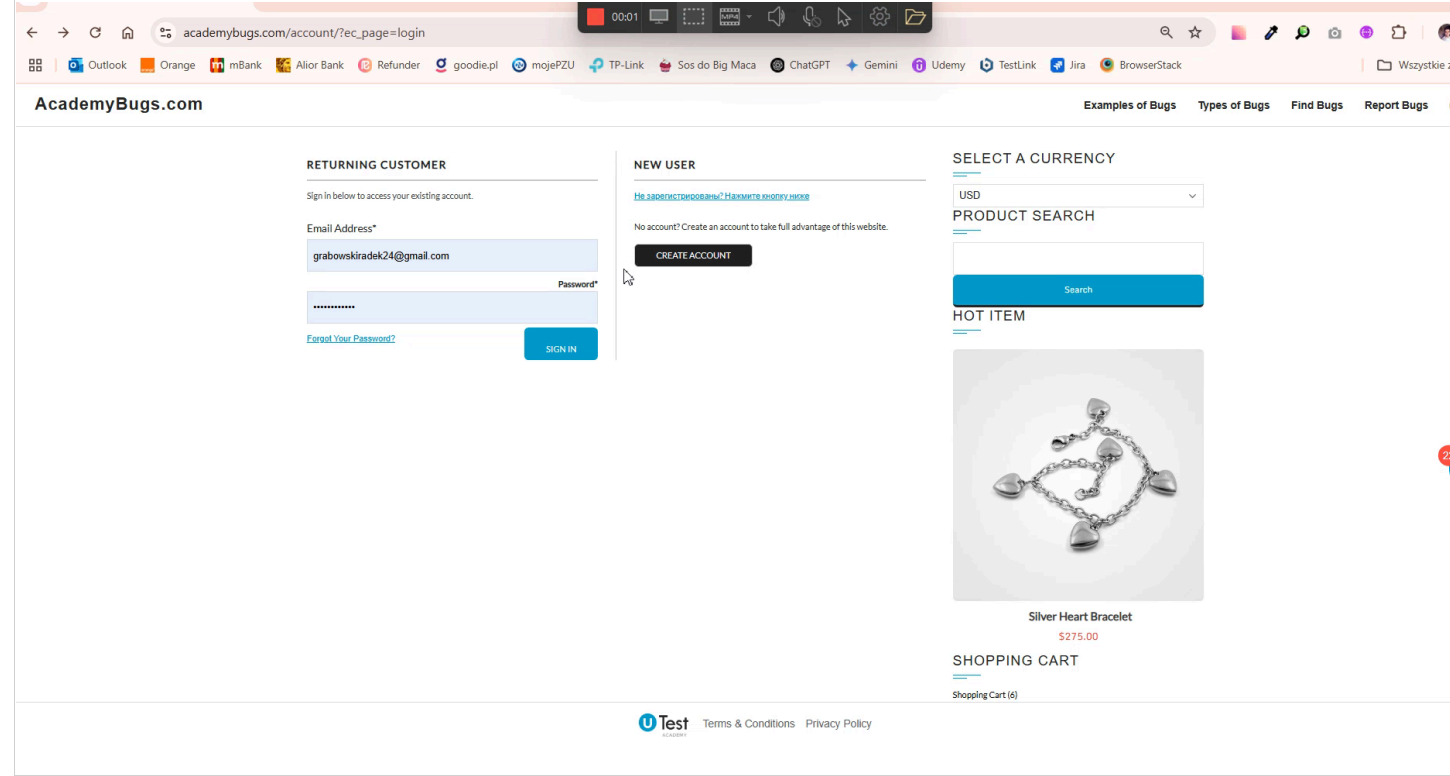 00:01
MP4
academybugs.com/account/?ec_page=login
Outlook Orange mBank Alior Bank Refunder goodie.pl mojePZU TP-Link Sos do Big Maca ChatGPT Gemini Udemy TestLink Jira BrowserStack Wszystkie
AcademyBugs.com
Examples of Bugs Types of Bugs Find Bugs Report Bugs
RETURNING CUSTOMER
Sign in below to access your existing account.
Email Address*
grabowskiradek24@gmail.com
Password*
••••••••••••
Forgot Your Password?
SIGN IN
NEW USER
Не зарегистрированы? Нажмите кнопку ниже
No account? Create an account to take full advantage of this website.
CREATE ACCOUNT
SELECT A CURRENCY
USD
PRODUCT SEARCH
Search
HOT ITEM
Silver Heart Bracelet
$275.00
SHOPPING CART
Shopping Cart (6)
U Test
ACADEMY
Terms & Conditions Privacy Policy